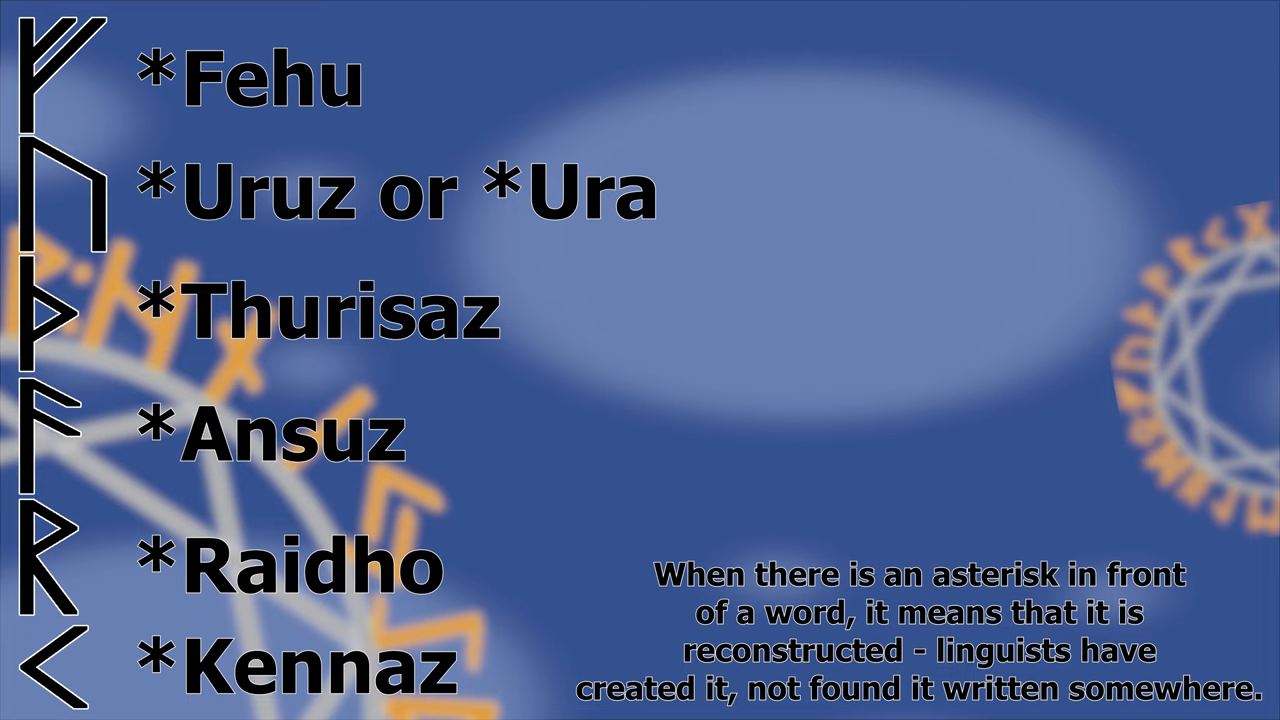 ᚠ *Fehu
ᚢ *Uruz or *Ura
ᚦ *Thurisaz
ᚨ *Ansuz
ᚱ *Raidho
ᚲ *Kennaz
When there is an asterisk in front
of a word, it means that it is
reconstructed - linguists have
created it, not found it written somewhere.